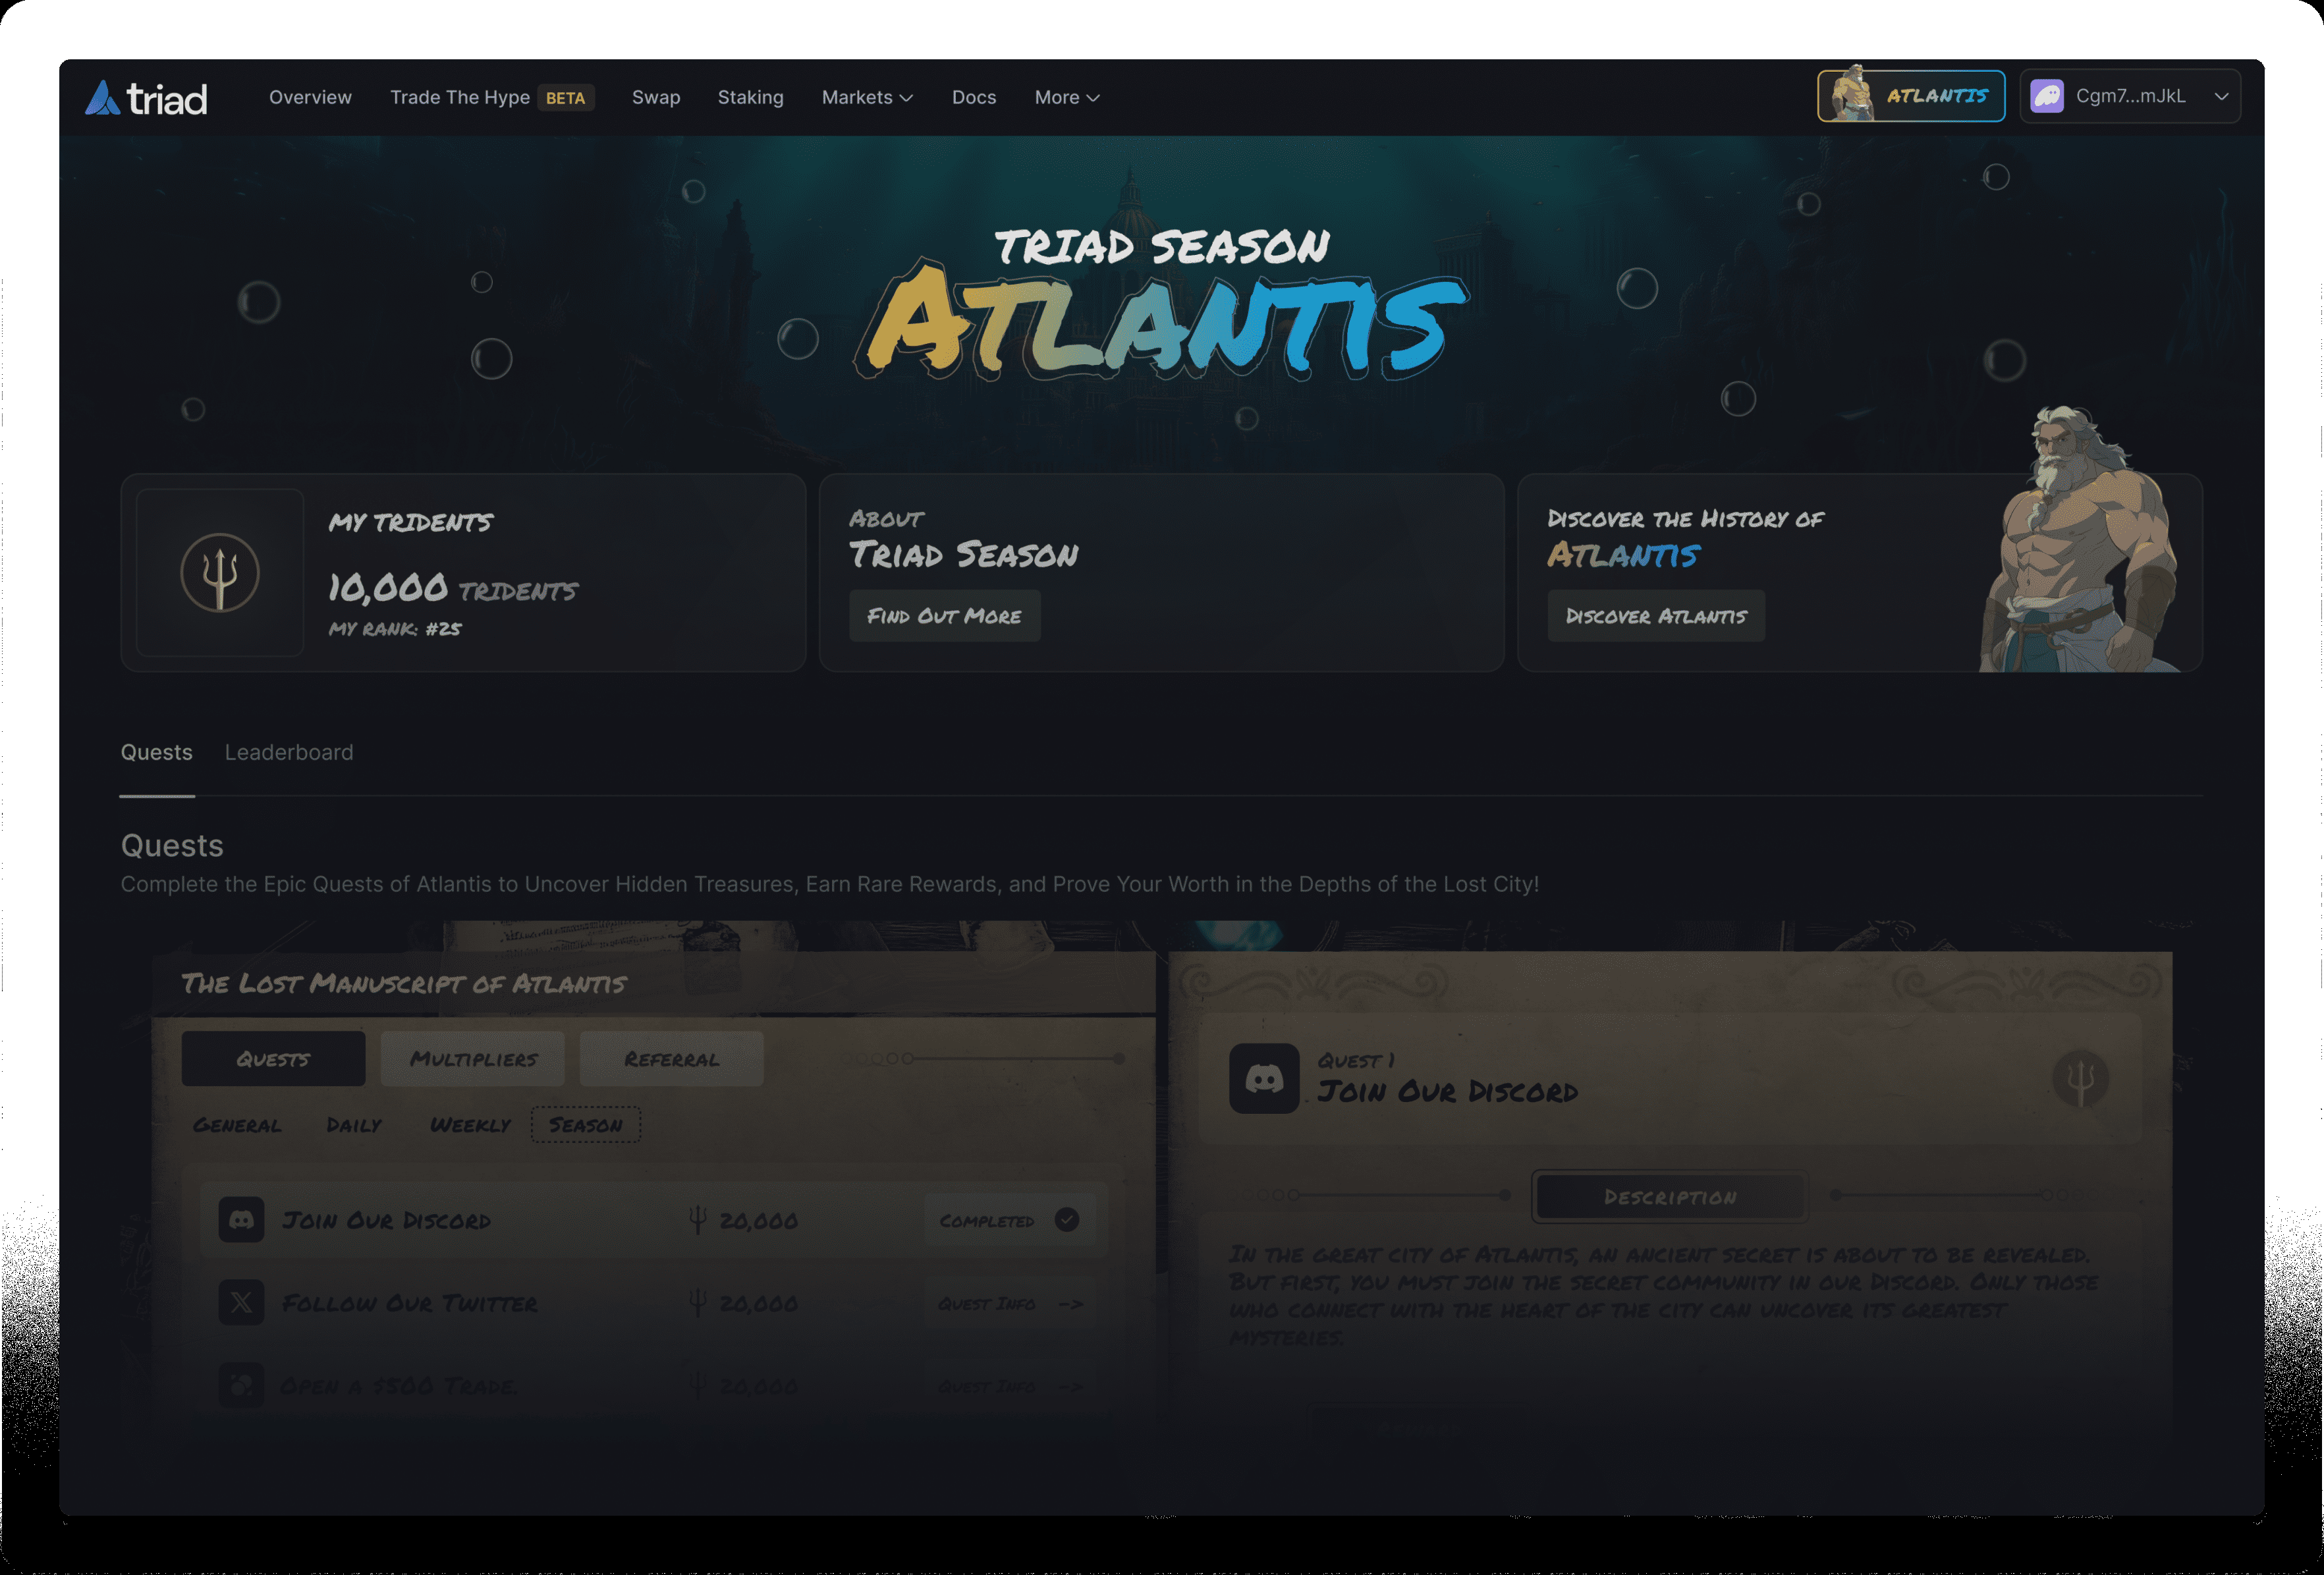 triad
Overview
Trade The Hype BETA
Swap
Staking
Markets
Docs
More
ATLANTIS
Cgm7...mJkL
TRIAD SEASON
ATLANTIS
MY TRIDENTS
10,000 TRIDENTS
MY RANK: #25
ABOUT
TRIAD SEASON
FIND OUT MORE
DISCOVER THE HISTORY OF
ATLANTIS
DISCOVER ATLANTIS
Quests
Leaderboard
Quests
Complete the Epic Quests of Atlantis to Uncover Hidden Treasures, Earn Rare Rewards, and Prove Your Worth in the Depths of the Lost City!
THE LOST MANUSCRIPT OF ATLANTIS
QUESTS
MULTIPLIERS
REFERRAL
GENERAL
DAILY
WEEKLY
SEASON
JOIN OUR DISCORD
20,000
COMPLETED
FOLLOW OUR TWITTER
20,000
QUEST INFO ->
OPEN A $500 TRADE.
20,000
QUEST INFO ->
QUEST 1
JOIN OUR DISCORD
DESCRIPTION
IN THE GREAT CITY OF ATLANTIS, AN ANCIENT SECRET IS ABOUT TO BE REVEALED.
BUT FIRST, YOU MUST JOIN THE SECRET COMMUNITY IN OUR DISCORD. ONLY THOSE
WHO CONNECT WITH THE HEART OF THE CITY CAN UNCOVER ITS GREATEST
MYSTERIES.